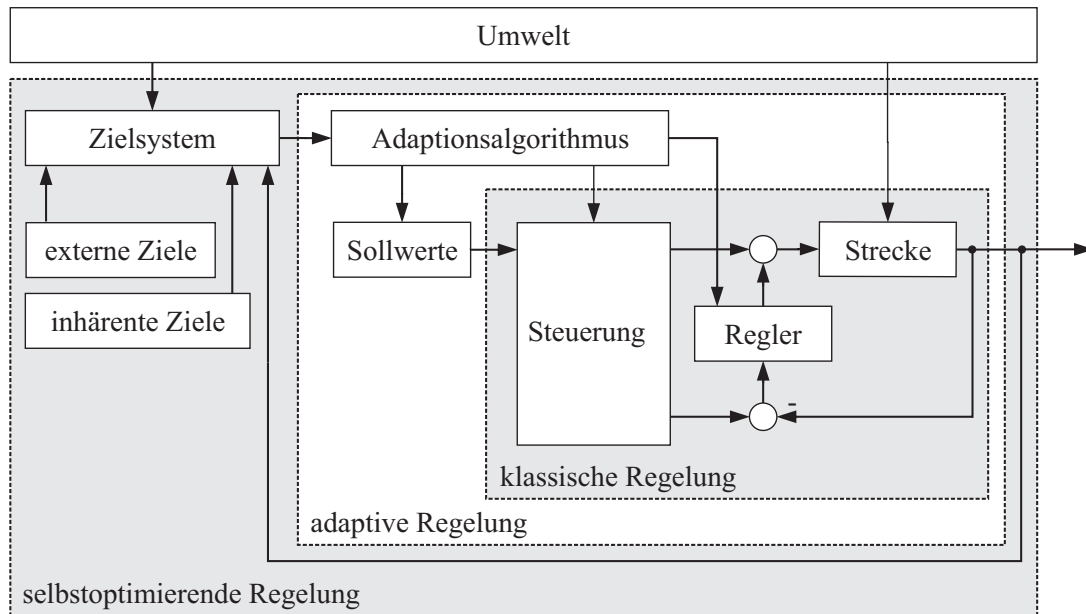 Umwelt
Zielsystem
Adaptionsalgorithmus
externe Ziele
Sollwerte
Strecke
inhärente Ziele
Steuerung
Regler
-
klassische Regelung
adaptive Regelung
selbstoptimierende Regelung